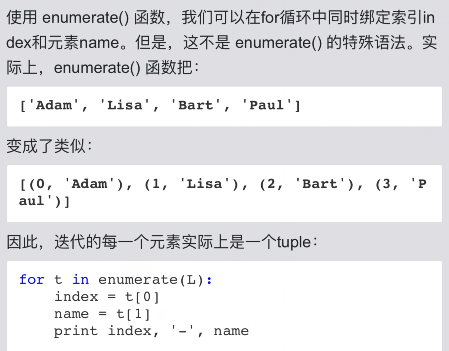 使用 enumerate() 函数，我们可以在for循环中同时绑定索引in
dex和元素name。但是，这不是 enumerate() 的特殊语法。实
际上，enumerate() 函数把：
['Adam', 'Lisa', 'Bart', 'Paul']
变成了类似：
[(0, 'Adam'), (1, 'Lisa'), (2, 'Bart'), (3, 'P
aul')]
因此，迭代的每一个元素实际上是一个tuple：
for t in enumerate(L):
    index = t[0]
    name = t[1]
    print index, '-', name